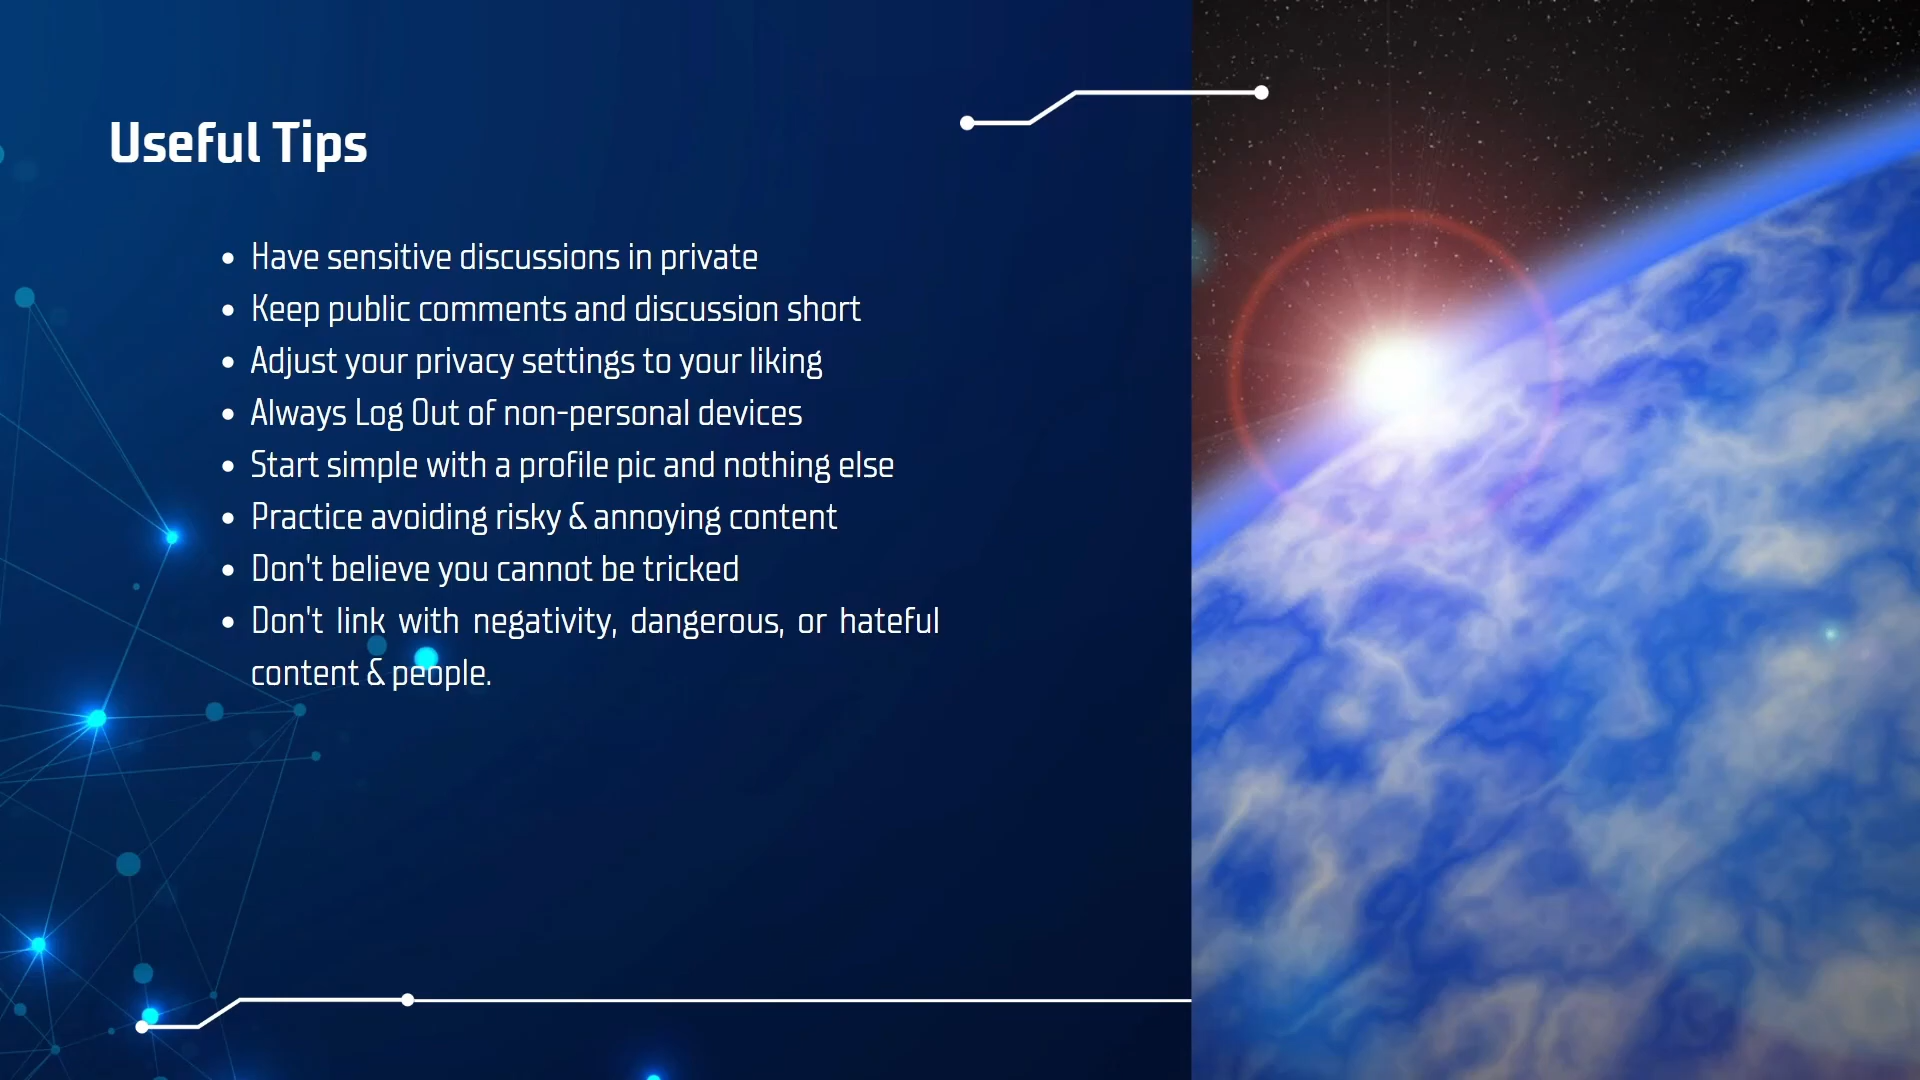 Useful Tips
• Have sensitive discussions in private
• Keep public comments and discussion short
• Adjust your privacy settings to your liking
• Always Log Out of non-personal devices
• Start simple with a profile pic and nothing else
• Practice avoiding risky & annoying content
• Don't believe you cannot be tricked
• Don't link with negativity, dangerous, or hateful
content & people.